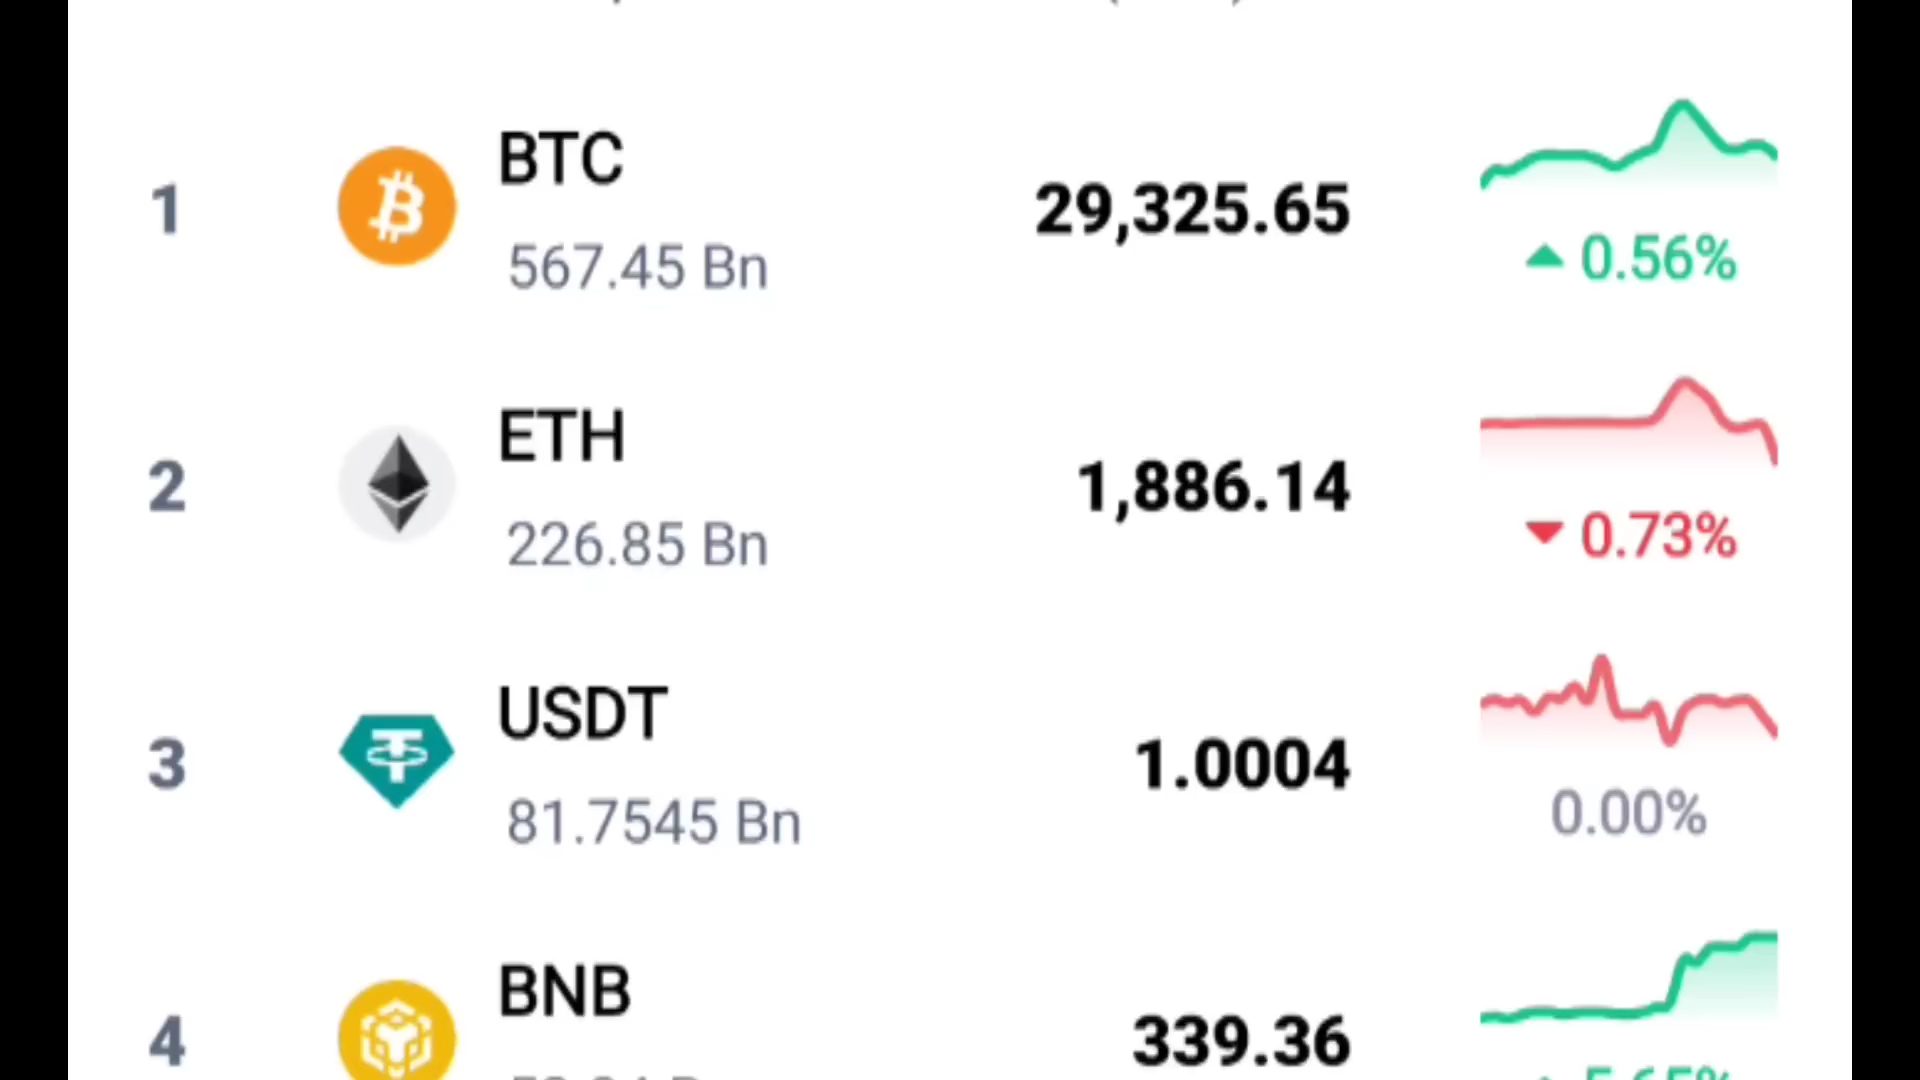 1 BTC 29,325.65
567.45 Bn 0.56%
2 ETH 1,886.14
226.85 Bn 0.73%
3 USDT 1.0004
81.7545 Bn 0.00%
4 BNB 339.36